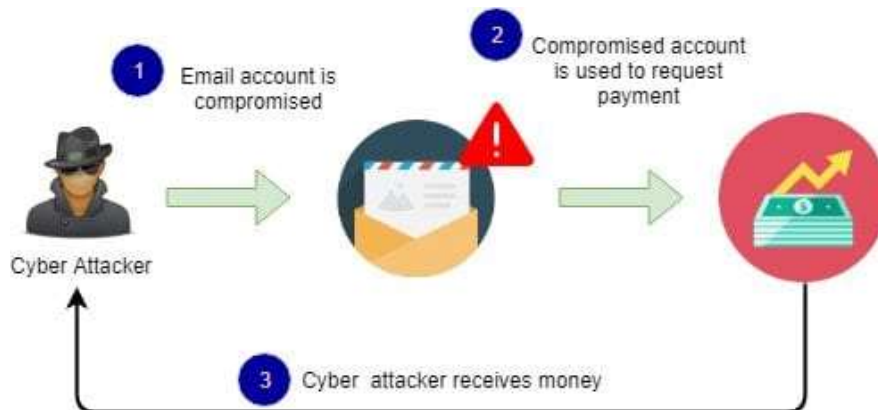 1
Email account is
compromised
2
Compromised account
is used to request
payment
!
$
Cyber Attacker
3
Cyber attacker receives money